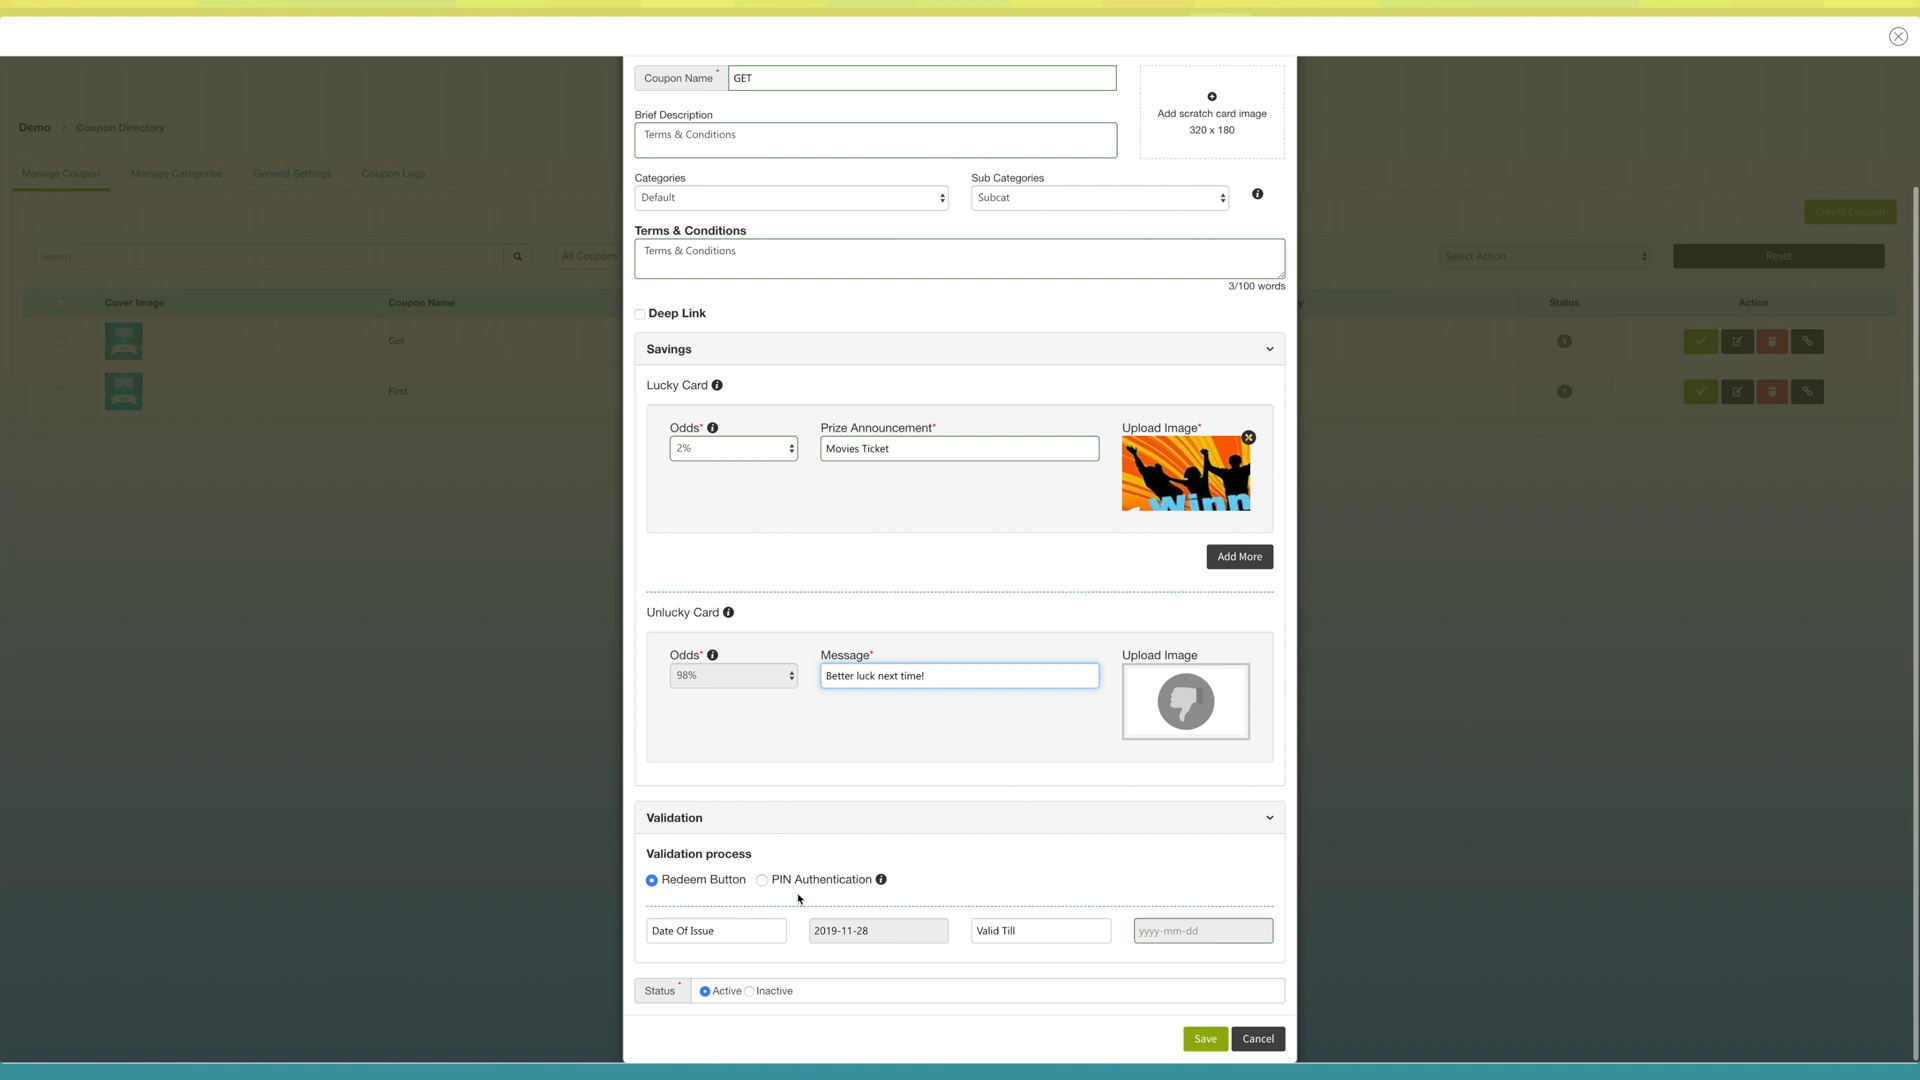 Coupon Name *
GET
Add scratch card image
320 x 180
Brief Description
Terms & Conditions
Demo > Coupon Directory
Manage Coupon
Manage Categories
General Settings
Coupon Logs
Categories
Sub Categories
Default
Subcat
Create Coupon
Terms & Conditions
Terms & Conditions
3/100 words
Search
All Coupons
Select Action
Reset
Cover Image
Coupon Name
Status
Action
Deep Link
Get
1
First
1
Savings
Lucky Card
Odds*
Prize Announcement*
Upload Image*
2%
Movies Ticket
Winn
Add More
Unlucky Card
Odds*
Message*
Upload Image
98%
Better luck next time!
Validation
Validation process
Redeem Button
PIN Authentication
Date Of Issue
2019-11-28
Valid Till
yyyy-mm-dd
Status *
Active
Inactive
Save
Cancel